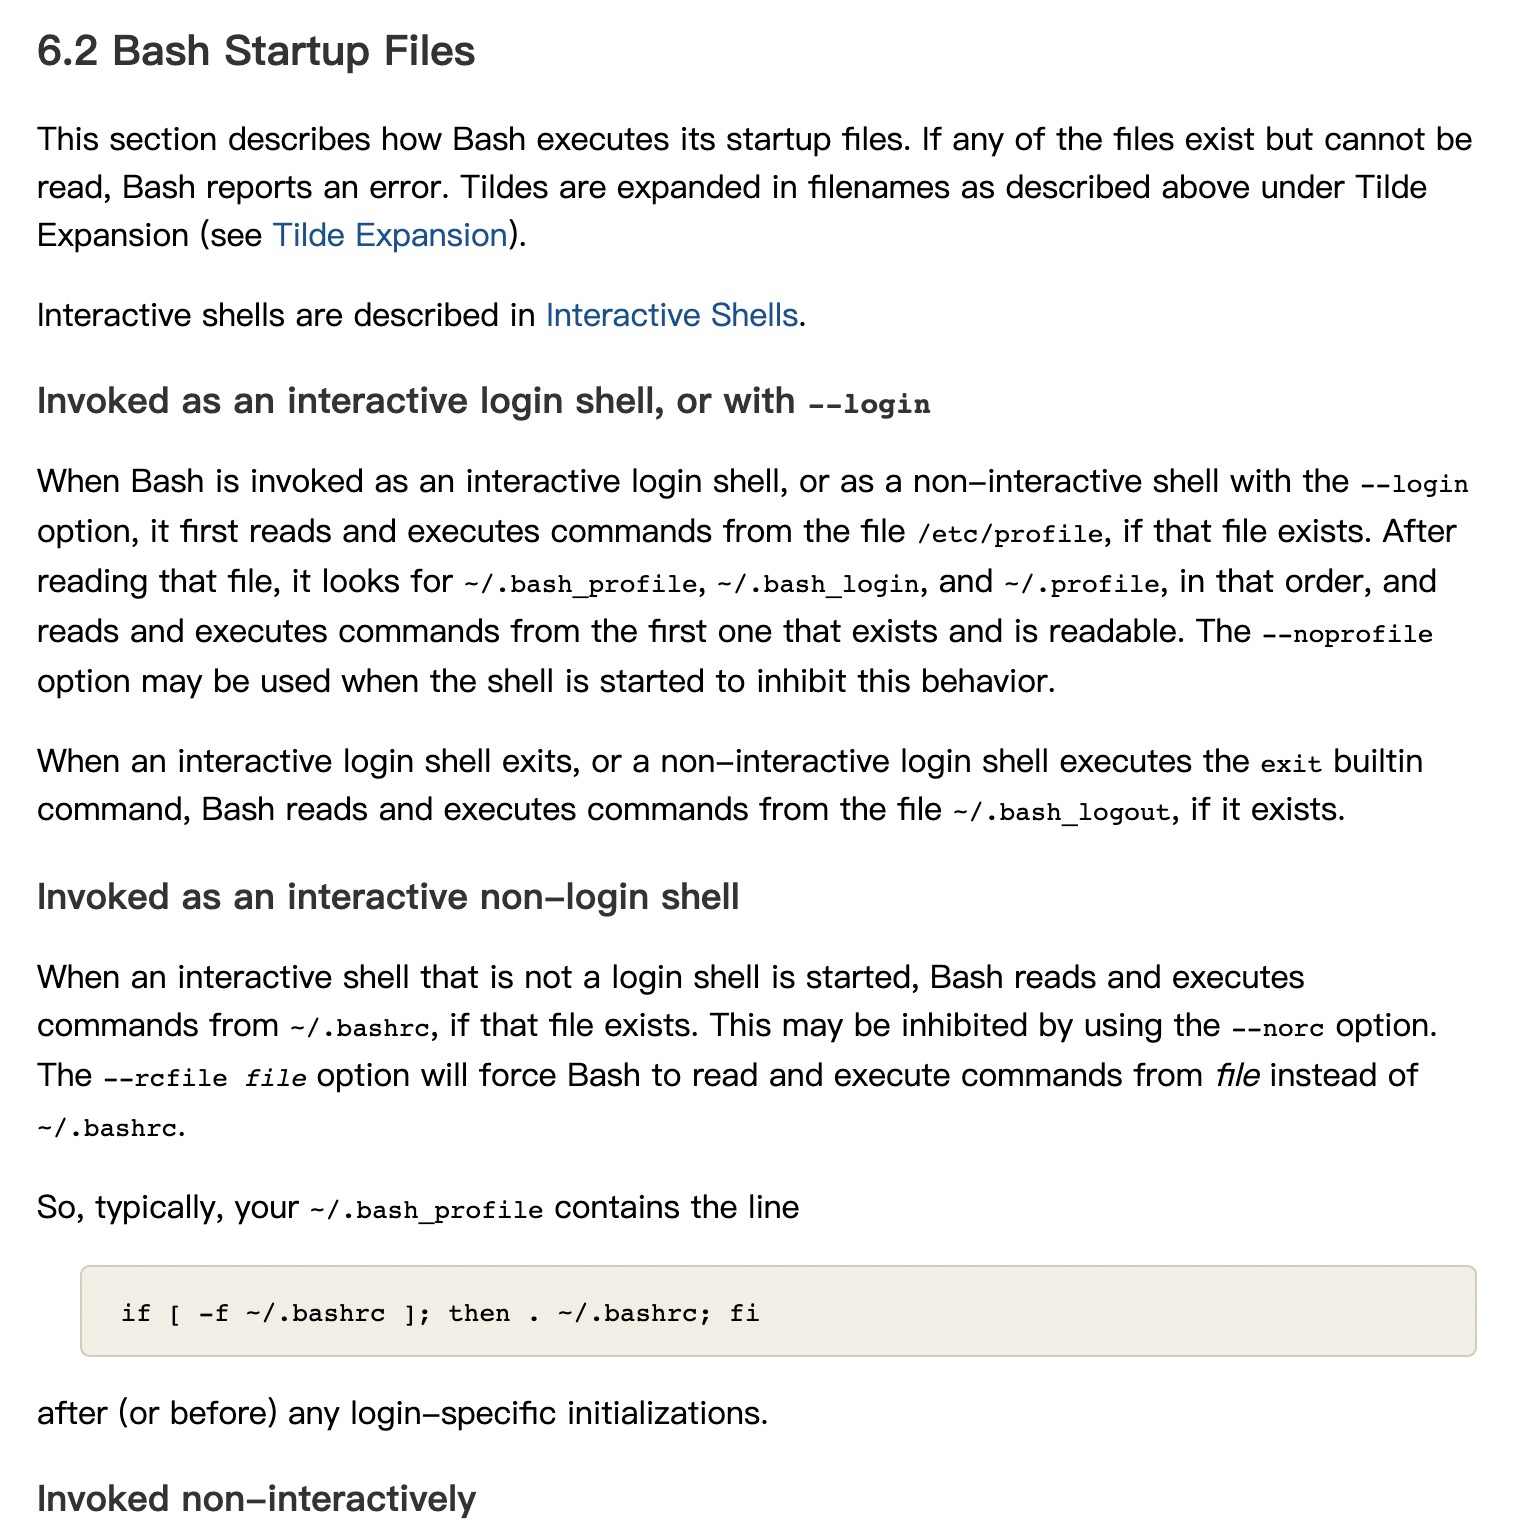 6.2 Bash Startup Files
This section describes how Bash executes its startup files. If any of the files exist but cannot be
read, Bash reports an error. Tildes are expanded in filenames as described above under Tilde
Expansion (see Tilde Expansion).
Interactive shells are described in Interactive Shells.
Invoked as an interactive login shell, or with --login
When Bash is invoked as an interactive login shell, or as a non-interactive shell with the --login
option, it first reads and executes commands from the file /etc/profile, if that file exists. After
reading that file, it looks for ~/.bash_profile, ~/.bash_login, and ~/.profile, in that order, and
reads and executes commands from the first one that exists and is readable. The --noprofile
option may be used when the shell is started to inhibit this behavior.
When an interactive login shell exits, or a non-interactive login shell executes the exit builtin
command, Bash reads and executes commands from the file ~/.bash_logout, if it exists.
Invoked as an interactive non-login shell
When an interactive shell that is not a login shell is started, Bash reads and executes
commands from ~/.bashrc, if that file exists. This may be inhibited by using the --norc option.
The --rcfile file option will force Bash to read and execute commands from file instead of
~/.bashrc.
So, typically, your ~/.bash_profile contains the line
if [ -f ~/.bashrc ]; then . ~/.bashrc; fi
after (or before) any login-specific initializations.
Invoked non-interactively